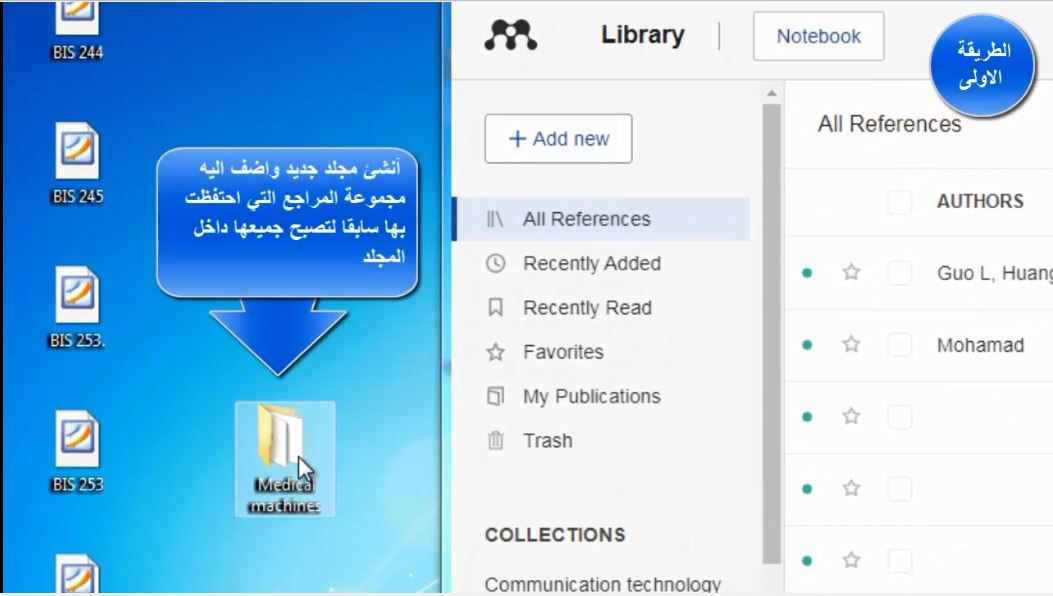 BIS 244
BIS 245
BIS 253.
BIS 253
أنشئ مجلد جديد واضف اليه
مجموعة المراجع التي احتفظت
بها سابقا لتصبح جميعها داخل
المجلد
Medical
machines
Library
Notebook
الطريقة
الاولى
+ Add new
All References
Recently Added
Recently Read
Favorites
My Publications
Trash
COLLECTIONS
Communication technology
All References
AUTHORS
Guo L, Huang
Mohamad